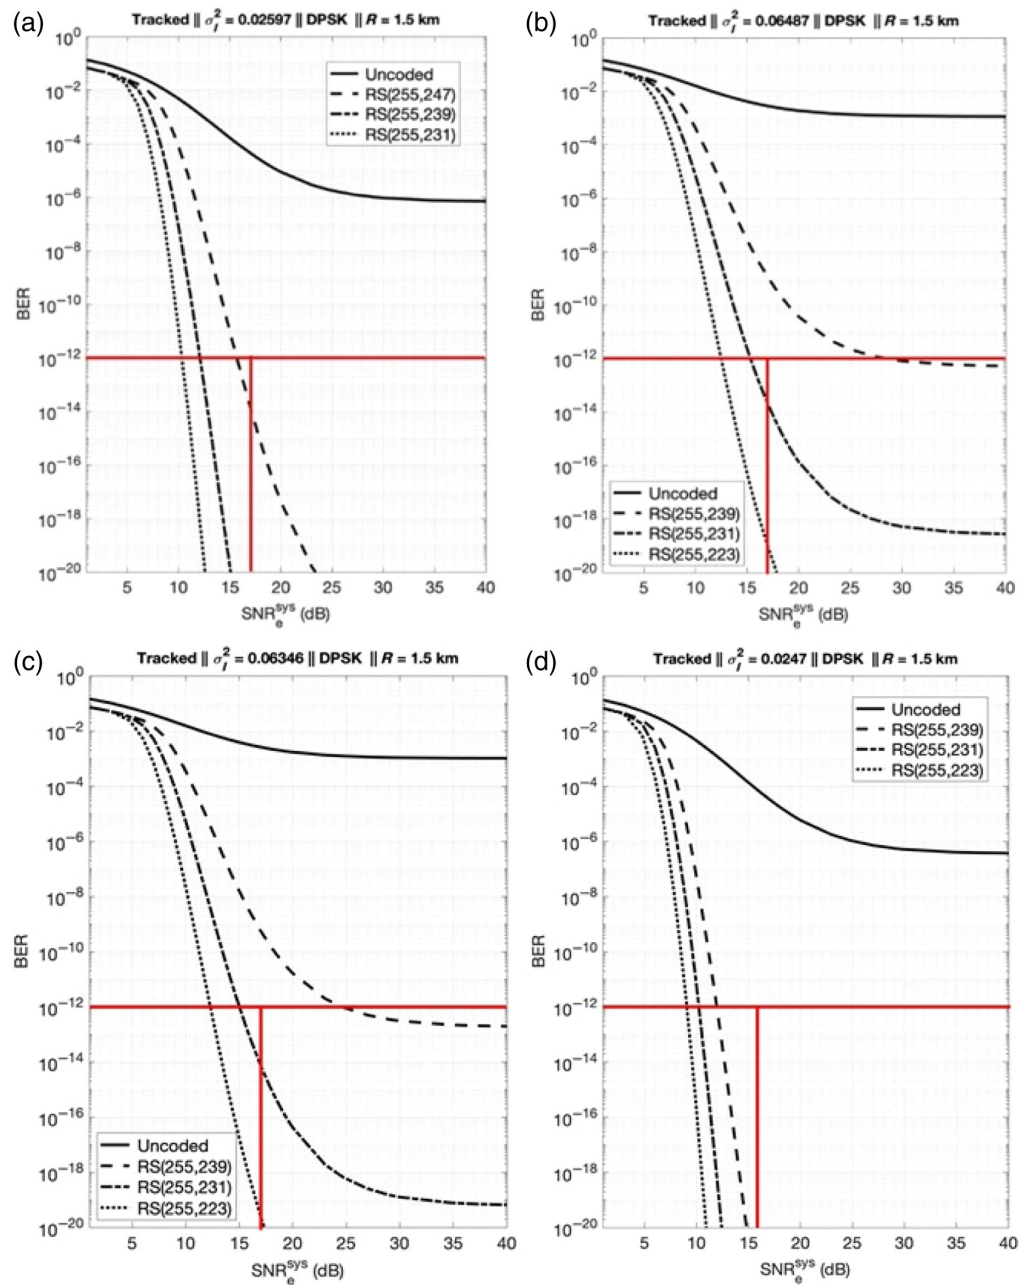 (a)
Tracked || σ_I^2 = 0.02597 || DPSK || R = 1.5 km
10^0
10^−2
10^−4
10^−6
10^−8
10^−10
10^−12
10^−14
10^−16
10^−18
10^−20
BER
Uncoded
RS(255,247)
RS(255,239)
RS(255,231)
5 10 15 20 25 30 35 40
SNR_e^sys (dB)
(b)
Tracked || σ_I^2 = 0.06487 || DPSK || R = 1.5 km
10^0
10^−2
10^−4
10^−6
10^−8
10^−10
10^−12
10^−14
10^−16
10^−18
10^−20
BER
Uncoded
RS(255,239)
RS(255,231)
RS(255,223)
5 10 15 20 25 30 35 40
SNR_e^sys (dB)
(c)
Tracked || σ_I^2 = 0.06346 || DPSK || R = 1.5 km
10^0
10^−2
10^−4
10^−6
10^−8
10^−10
10^−12
10^−14
10^−16
10^−18
10^−20
BER
Uncoded
RS(255,239)
RS(255,231)
RS(255,223)
5 10 15 20 25 30 35 40
SNR_e^sys (dB)
(d)
Tracked || σ_I^2 = 0.0247 || DPSK || R = 1.5 km
10^0
10^−2
10^−4
10^−6
10^−8
10^−10
10^−12
10^−14
10^−16
10^−18
10^−20
BER
Uncoded
RS(255,239)
RS(255,231)
RS(255,223)
5 10 15 20 25 30 35 40
SNR_e^sys (dB)